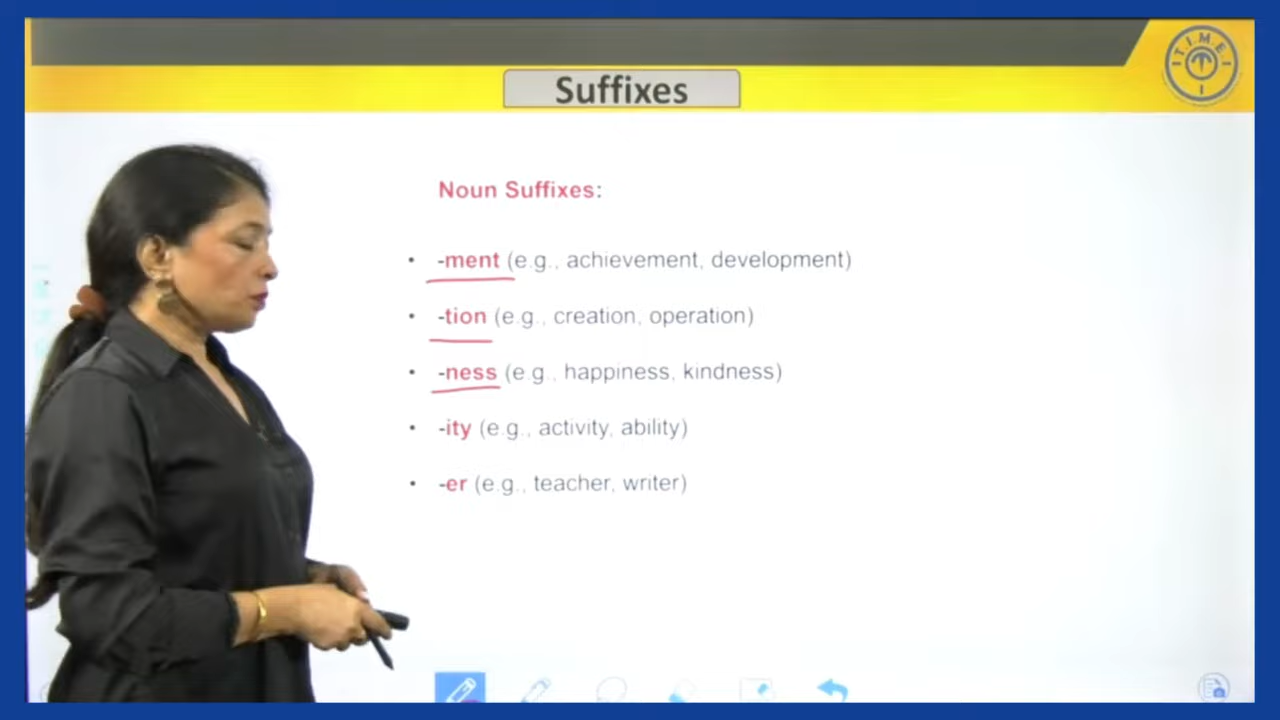 Suffixes
T.I.M.E.
Noun Suffixes:
• -ment (e.g., achievement, development)
• -tion (e.g., creation, operation)
• -ness (e.g., happiness, kindness)
• -ity (e.g., activity, ability)
• -er (e.g., teacher, writer)